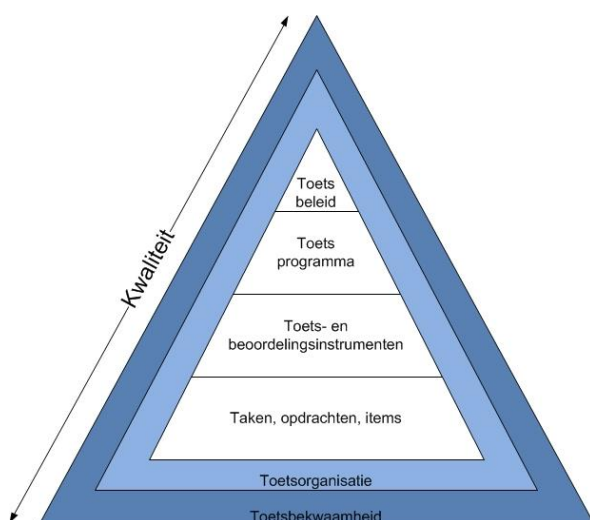 Kwaliteit
Toets
beleid
Toets
programma
Toets- en
beoordelingsinstrumenten
Taken, opdrachten, items
Toetsorganisatie
Toetsbekwaamheid